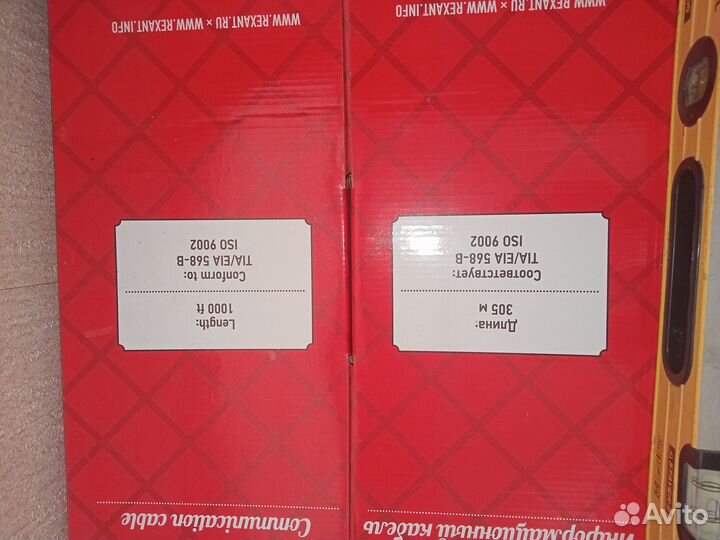 Communication cable
Length:
1000 ft
Conform to:
TIA/EIA 568-B
ISO 9002
WWW.REXANT.RU × WWW.REXANT.INFO
Информационный кабель
Длина:
305 м
Соответствует:
TIA/EIA 568-B
ISO 9002
WWW.REXANT.RU × WWW.REXANT.INFO
Avito